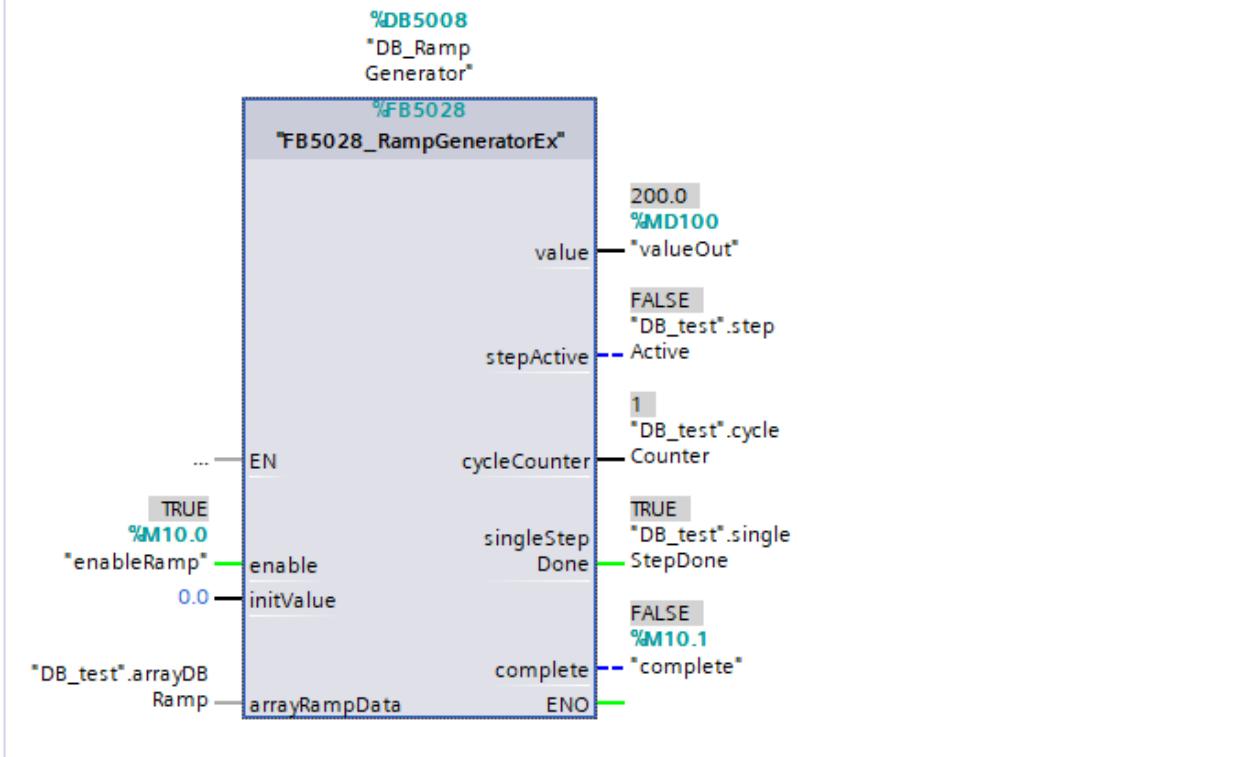 %DB5008
"DB_Ramp
Generator"
%FB5028
"FB5028_RampGeneratorEx"
200.0
%MD100
value
"valueOut"
FALSE
"DB_test".step
stepActive
Active
1
"DB_test".cycle
...
EN
cycleCounter
Counter
TRUE
%M10.0
"enableRamp"
enable
TRUE
"DB_test".single
singleStep
Done
StepDone
0.0
initValue
FALSE
%M10.1
complete
"complete"
"DB_test".arrayDB
Ramp
arrayRampData
ENO